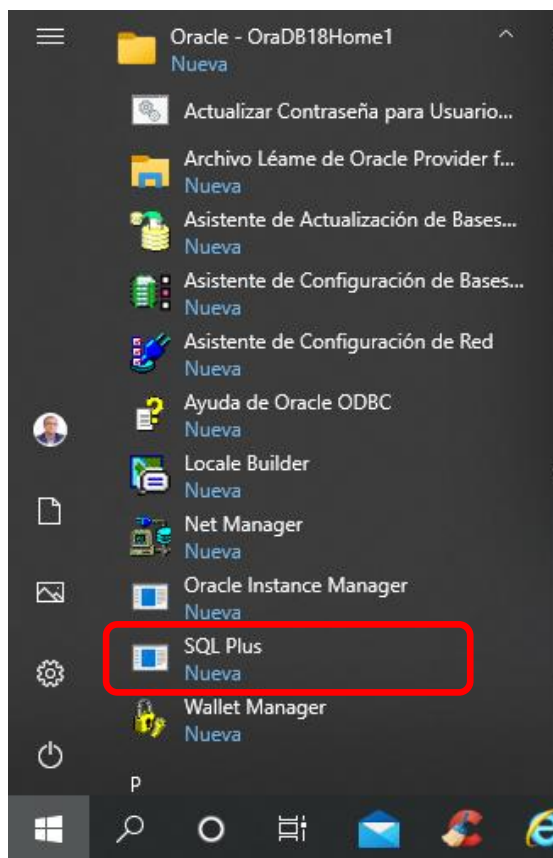 Oracle - OraDB18Home1
Nueva
Actualizar Contraseña para Usuario...
Archivo Léame de Oracle Provider f...
Nueva
Asistente de Actualización de Bases...
Nueva
Asistente de Configuración de Bases...
Nueva
Asistente de Configuración de Red
Nueva
Ayuda de Oracle ODBC
Nueva
Locale Builder
Nueva
Net Manager
Nueva
Oracle Instance Manager
Nueva
SQL Plus
Nueva
Wallet Manager
Nueva
P